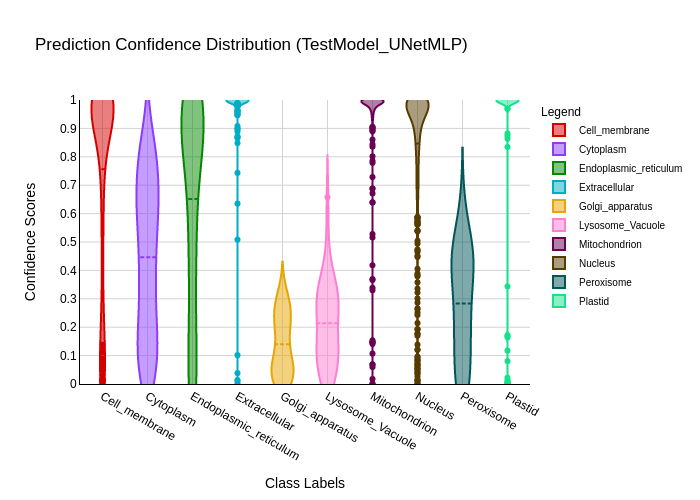 Prediction Confidence Distribution (TestModel_UNetMLP)
Legend
Cell_membrane
Cytoplasm
Endoplasmic_reticulum
Extracellular
Golgi_apparatus
Lysosome_Vacuole
Mitochondrion
Nucleus
Peroxisome
Plastid
Confidence Scores
1
0.9
0.8
0.7
0.6
0.5
0.4
0.3
0.2
0.1
0
Cell_membrane
Cytoplasm
Endoplasmic_reticulum
Extracellular
Golgi_apparatus
Lysosome_Vacuole
Mitochondrion
Nucleus
Peroxisome
Plastid
Class Labels